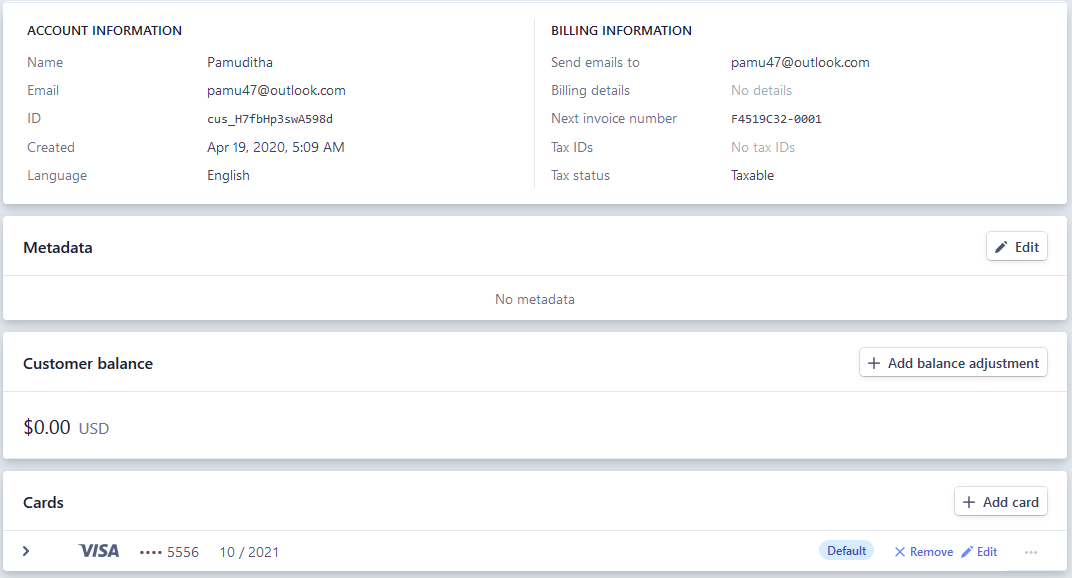 ACCOUNT INFORMATION
Name Pamuditha
Email pamu47@outlook.com
ID cus_H7fbHp3swA598d
Created Apr 19, 2020, 5:09 AM
Language English
BILLING INFORMATION
Send emails to pamu47@outlook.com
Billing details No details
Next invoice number F4519C32-0001
Tax IDs No tax IDs
Tax status Taxable
Metadata Edit
No metadata
Customer balance + Add balance adjustment
$0.00 USD
Cards + Add card
VISA •••• 5556 10 / 2021 Default Remove Edit •••